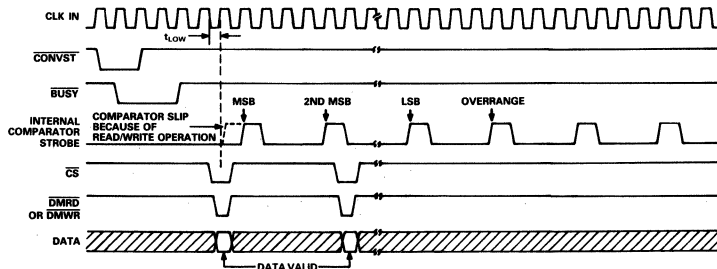 CLK IN
tLOW
CONVST
BUSY
MSB
2ND MSB
LSB
OVERRANGE
INTERNAL
COMPARATOR
STROBE
COMPARATOR SLIP
BECAUSE OF
READ/WRITE OPERATION
CS
DMRD
OR DMWR
DATA
DATA VALID